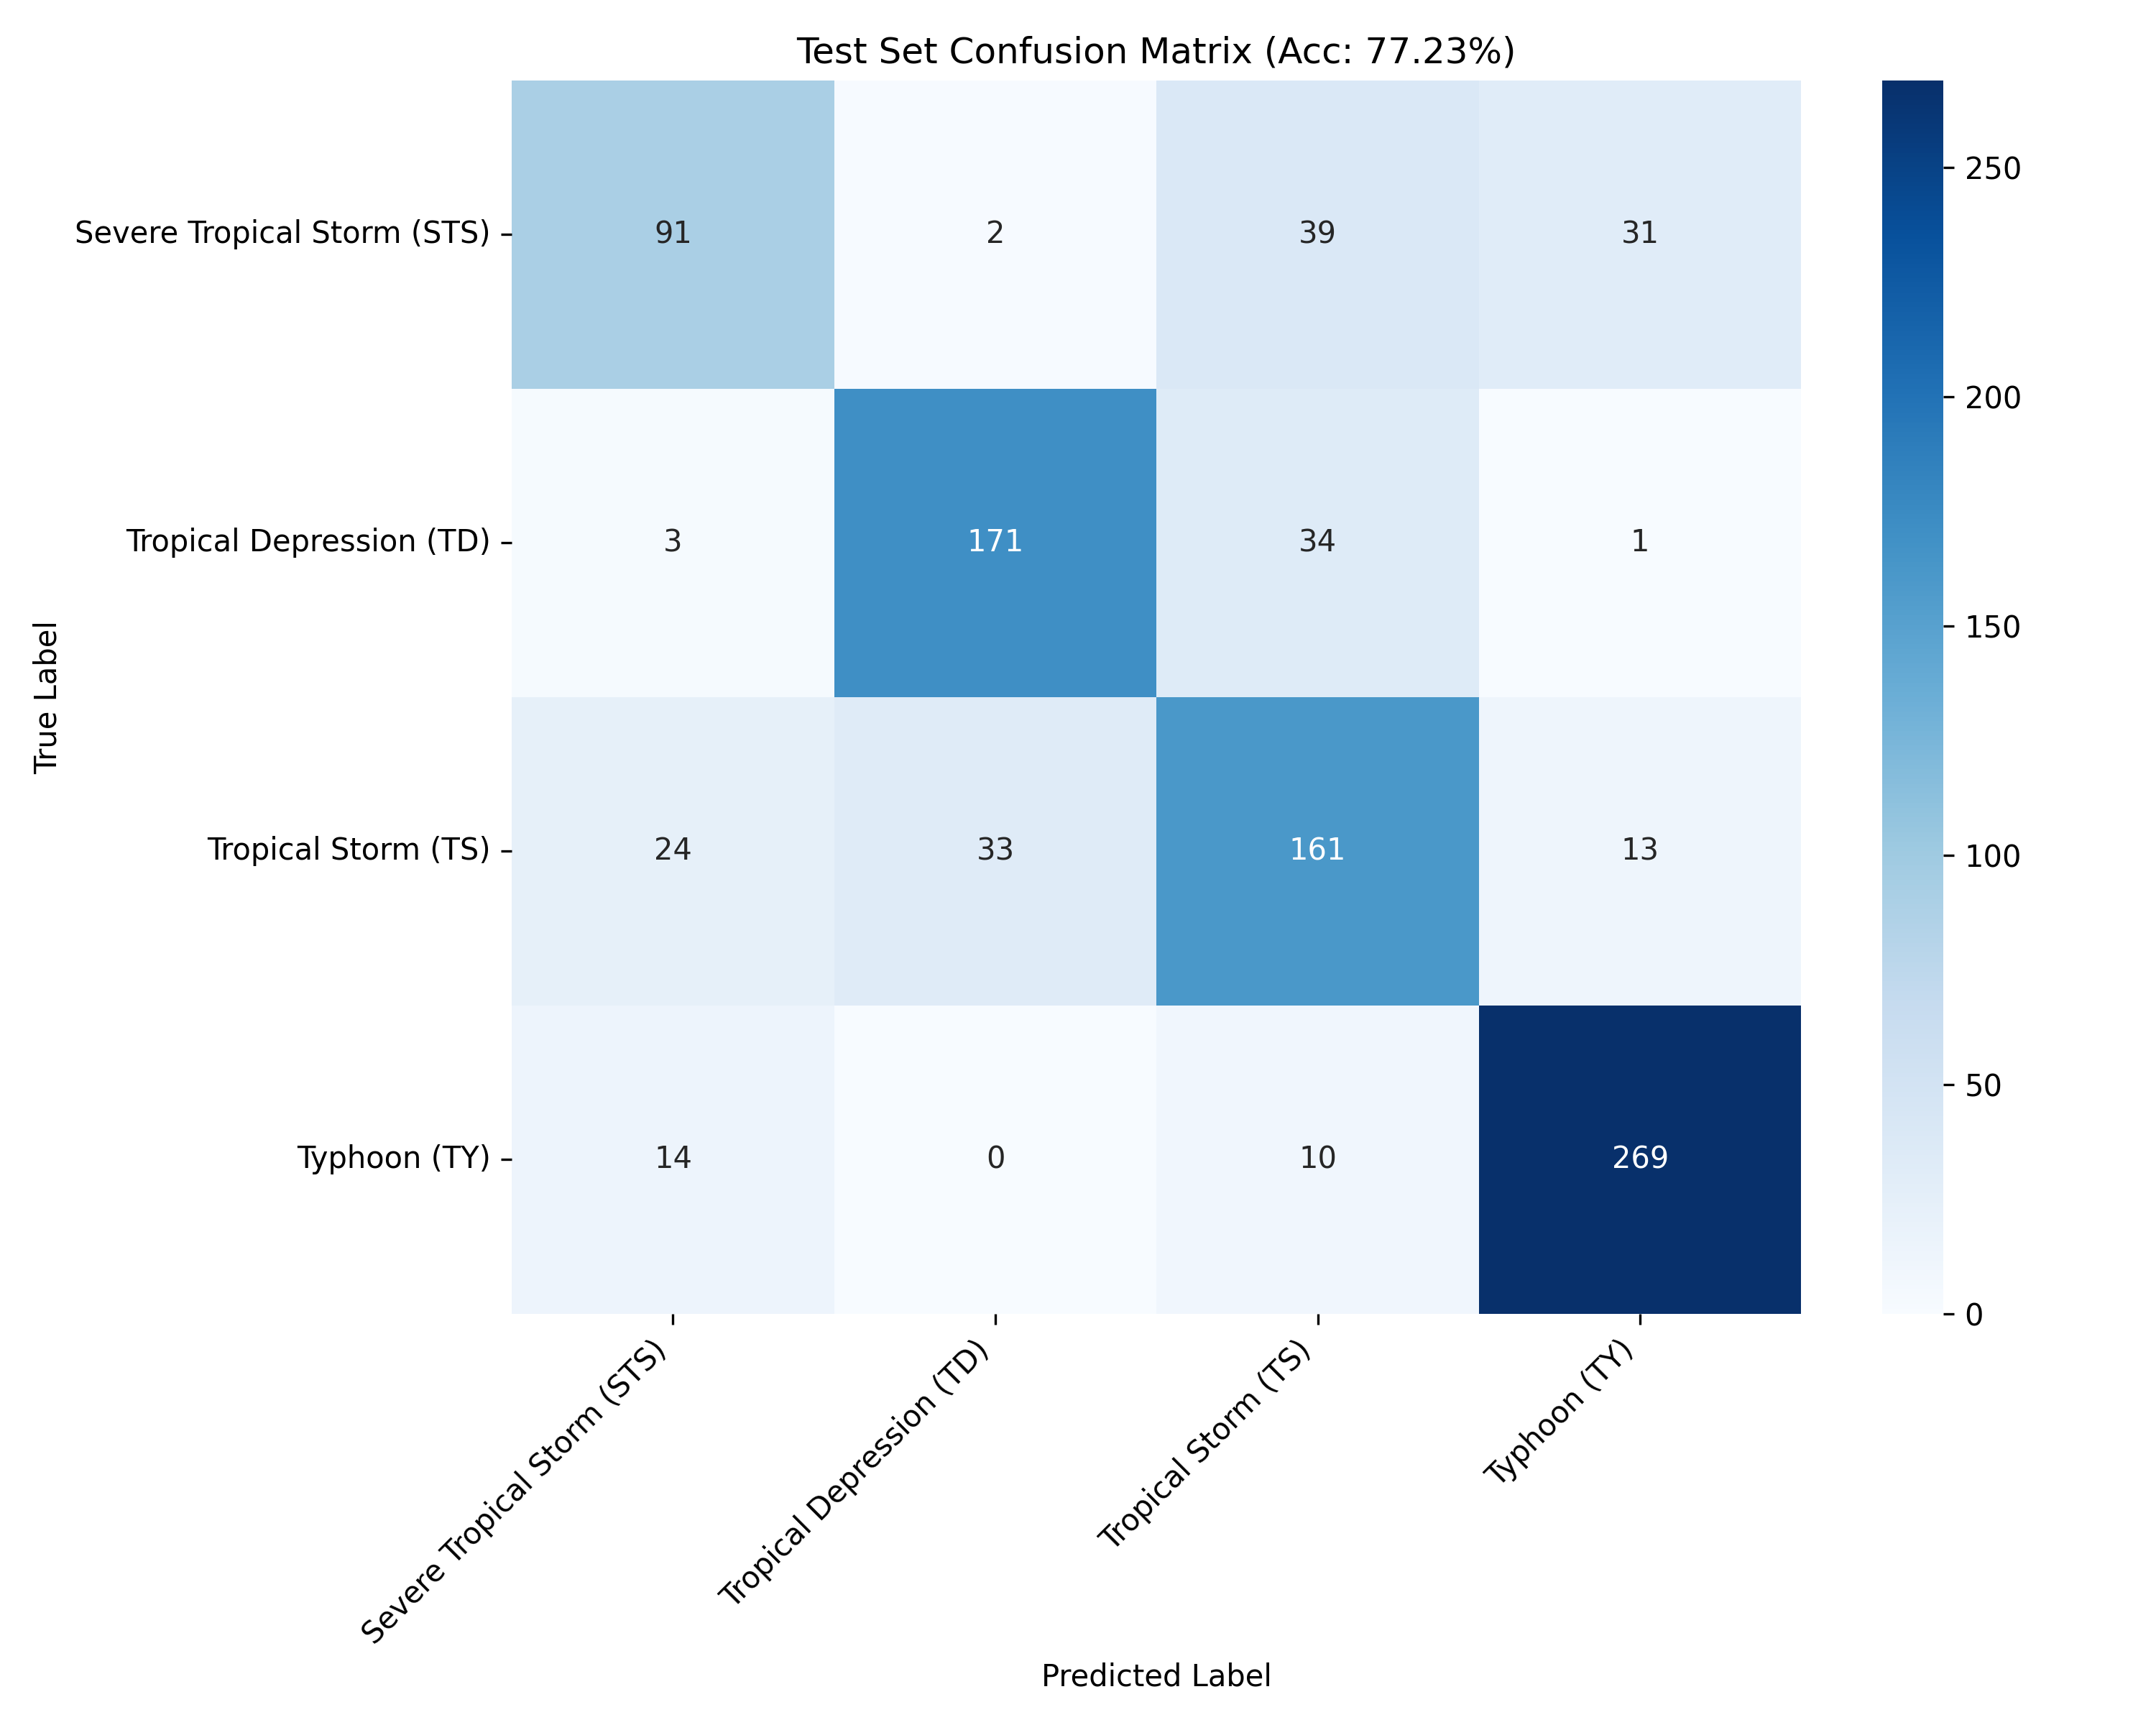 Test Set Confusion Matrix (Acc: 77.23%)
True Label
Severe Tropical Storm (STS) 91 2 39 31
Tropical Depression (TD) 3 171 34 1
Tropical Storm (TS) 24 33 161 13
Typhoon (TY) 14 0 10 269
Severe Tropical Storm (STS)
Tropical Depression (TD)
Tropical Storm (TS)
Typhoon (TY)
Predicted Label
250
200
150
100
50
0